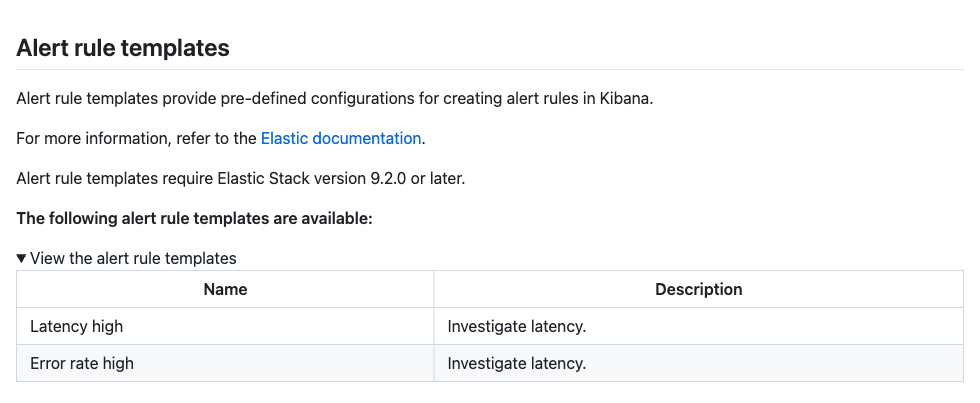 Alert rule templates
Alert rule templates provide pre-defined configurations for creating alert rules in Kibana.
For more information, refer to the Elastic documentation.
Alert rule templates require Elastic Stack version 9.2.0 or later.
The following alert rule templates are available:
▼ View the alert rule templates
Name Description
Latency high Investigate latency.
Error rate high Investigate latency.